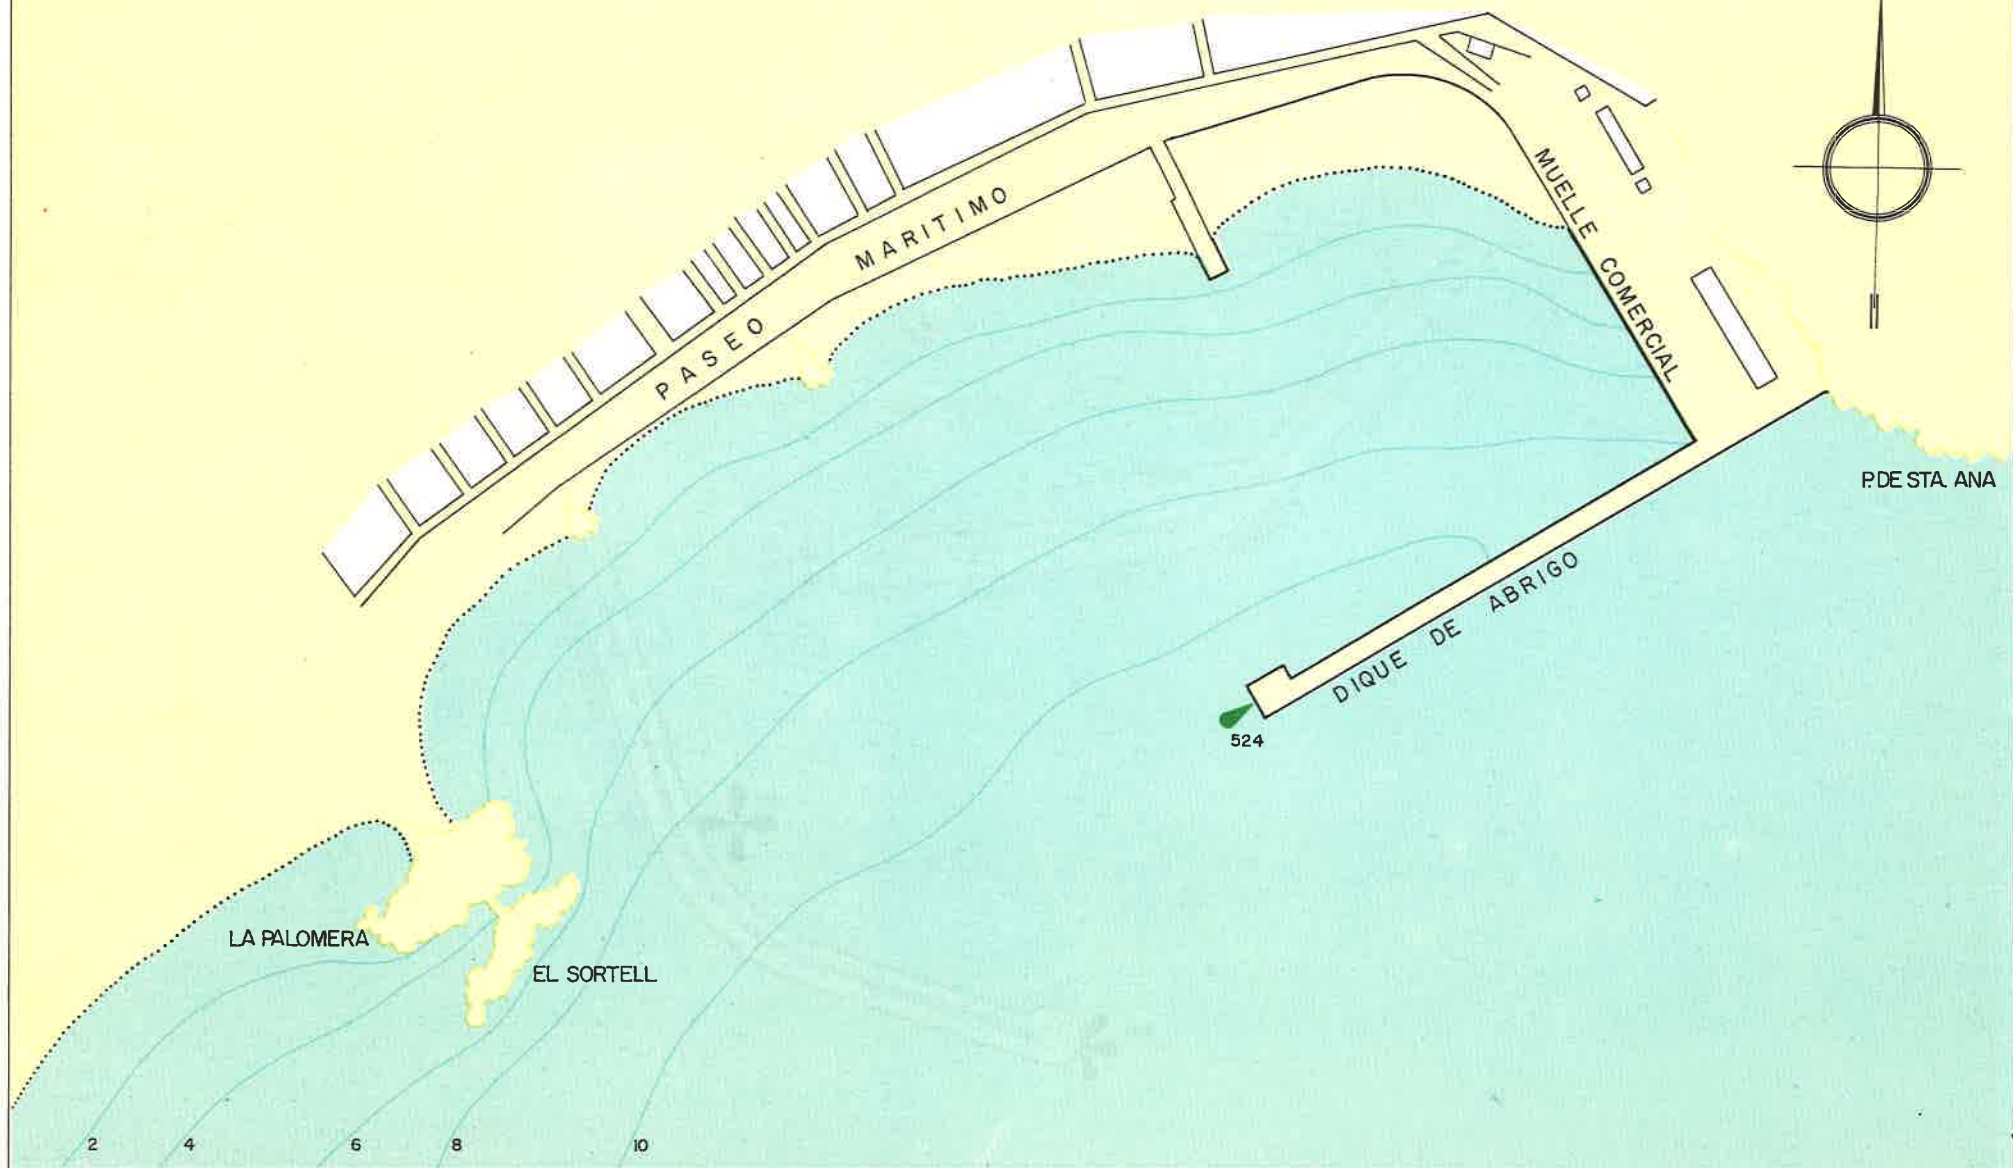 PASEO MARITIMO
MUELLE COMERCIAL
P. DE STA. ANA
DIQUE DE ABRIGO
524
LA PALOMERA
EL SORTELL
2 4 6 8 10